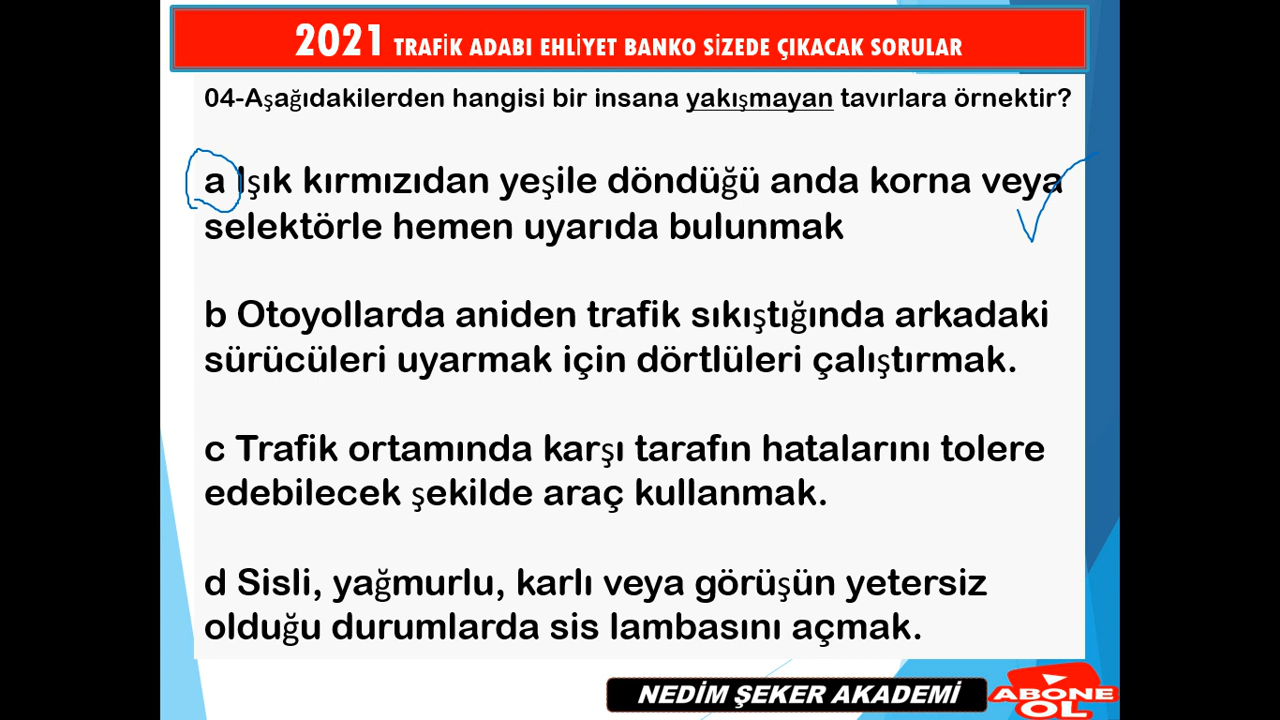 2021 TRAFİK ADABI EHLİYET BANKO SİZEDE ÇIKACAK SORULAR
04-Aşağıdakilerden hangisi bir insana yakışmayan tavırlara örnektir?
a Işık kırmızıdan yeşile döndüğü anda korna veya
selektörle hemen uyarıda bulunmak
b Otoyollarda aniden trafik sıkıştığında arkadaki
sürücüleri uyarmak için dörtlüleri çalıştırmak.
c Trafik ortamında karşı tarafın hatalarını tolere
edebilecek şekilde araç kullanmak.
d Sisli, yağmurlu, karlı veya görüşün yetersiz
olduğu durumlarda sis lambasını açmak.
NEDİM ŞEKER AKADEMİ
ABONE
OL